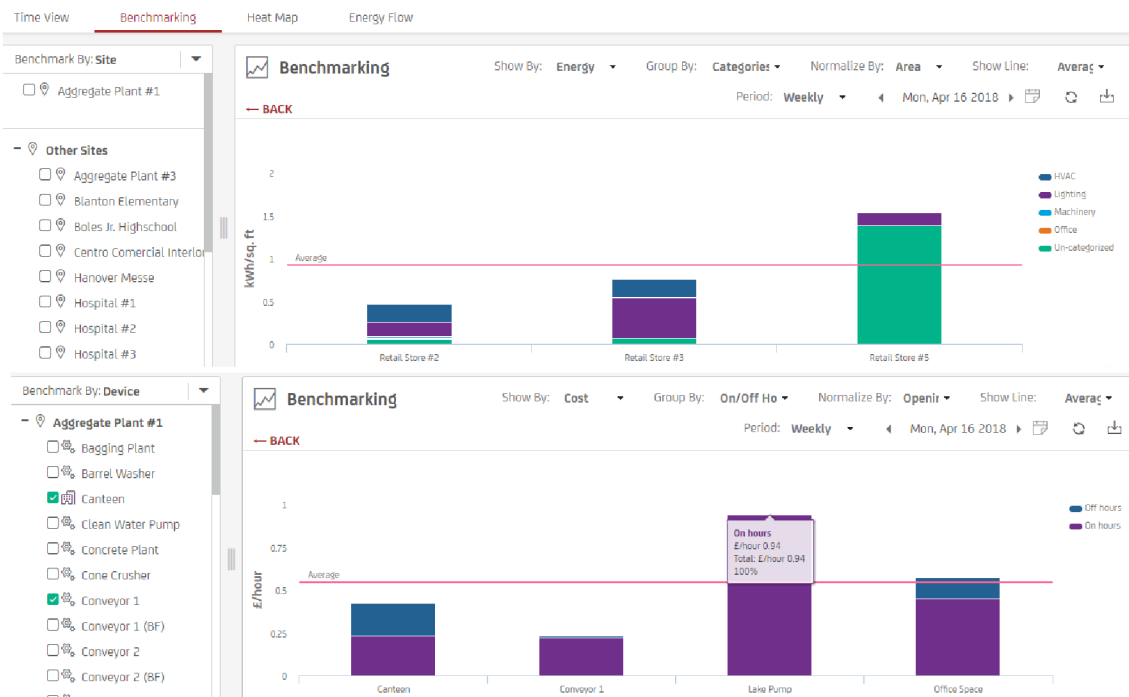 Time View Benchmarking Heat Map Energy Flow
Benchmark By: Site
Aggregate Plant #1
Other Sites
Aggregate Plant #3
Blanton Elementary
Boles Jr. Highschool
Centro Comercial Interlo
Hanover Messe
Hospital #1
Hospital #2
Hospital #3
Benchmarking Show By: Energy Group By: Categories Normalize By: Area Show Line: Averag
Period: Weekly Mon, Apr 16 2018
← BACK
2
1.5
1
0.5
0
kWh/sq. ft
Average
Retail Store #2 Retail Store #3 Retail Store #5
HVAC
Lighting
Machinery
Office
Un-categorized
Benchmark By: Device
Aggregate Plant #1
Bagging Plant
Barrel Washer
Canteen
Clean Water Pump
Concrete Plant
Cone Crusher
Conveyor 1
Conveyor 1 (BF)
Conveyor 2
Conveyor 2 (BF)
Benchmarking Show By: Cost Group By: On/Off Ho Normalize By: Openin Show Line: Averag
Period: Weekly Mon, Apr 16 2018
← BACK
1
0.75
0.5
0.25
0
£/hour
Average
On hours
£/hour 0.94
Total: £/hour 0.94
100%
Canteen Conveyor 1 Lake Pump Office Space
Off hours
On hours